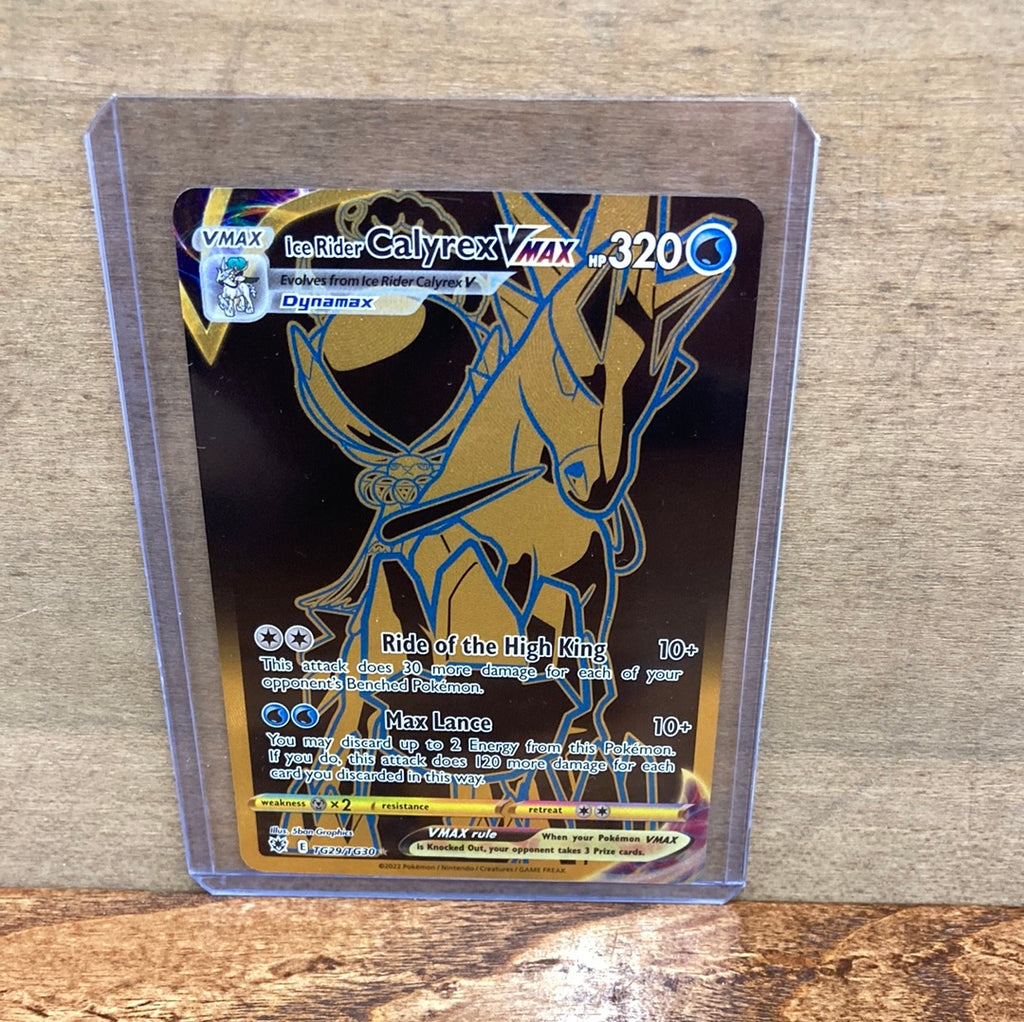 VMAX
Ice Rider Calyrex VMAX HP 320
Evolves from Ice Rider Calyrex V
Dynamax
Ride of the High King 10+
This attack does 30 more damage for each of your
opponent's Benched Pokémon.
Max Lance 10+
You may discard up to 2 Energy from this Pokémon.
If you do, this attack does 120 more damage for each
card you discarded in this way.
weakness ×2 resistance retreat
Illus. 5ban Graphics
VMAX rule When your Pokémon VMAX
is Knocked Out, your opponent takes 3 Prize cards.
E TG29/TG30
©2022 Pokémon / Nintendo / Creatures / GAME FREAK